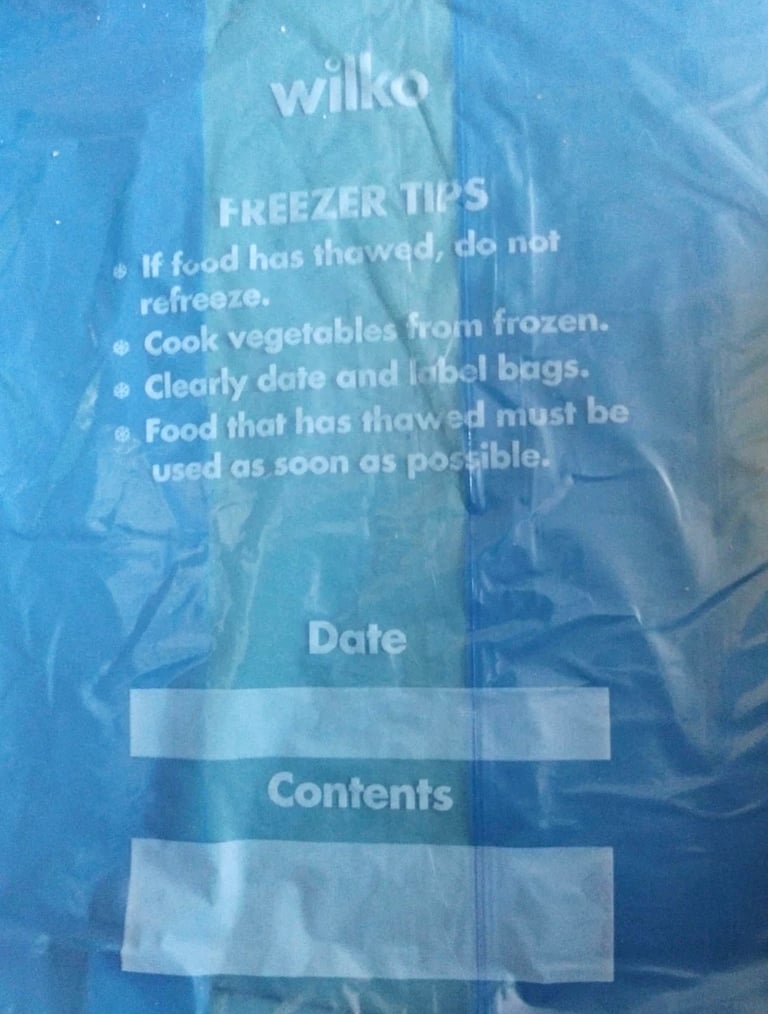 wilko
FREEZER TIPS
If food has thawed, do not
refreeze.
Cook vegetables from frozen.
Clearly date and label bags.
Food that has thawed must be
used as soon as possible.
Date
Contents